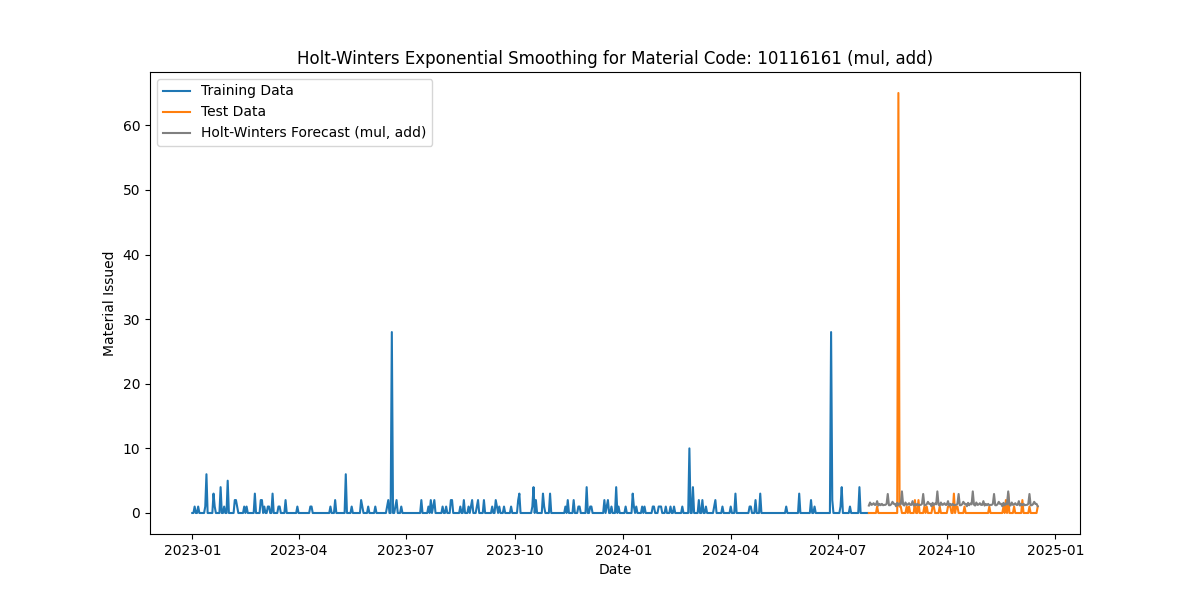 Holt-Winters Exponential Smoothing for Material Code: 10116161 (mul, add)
Training Data
Test Data
Holt-Winters Forecast (mul, add)
Material Issued
60
50
40
30
20
10
0
2023-01 2023-04 2023-07 2023-10 2024-01 2024-04 2024-07 2024-10 2025-01
Date